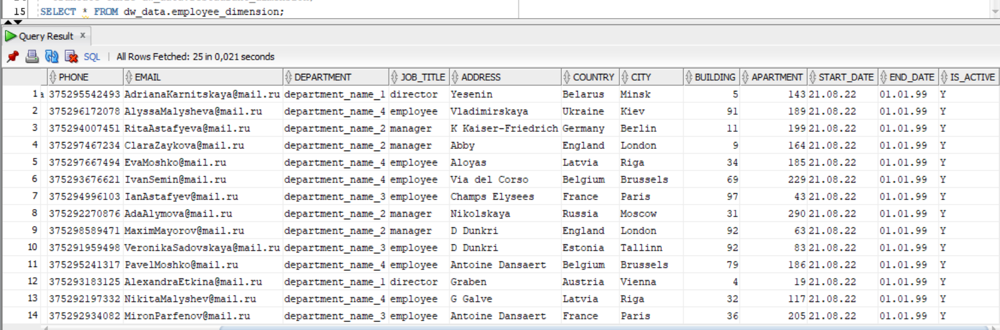 15 SELECT * FROM dw_data.employee_dimension;
Query Result x
SQL | All Rows Fetched: 25 in 0,021 seconds
PHONE EMAIL DEPARTMENT JOB_TITLE ADDRESS COUNTRY CITY BUILDING APARTMENT START_DATE END_DATE IS_ACTIVE
1 a 375295542493 AdrianaKarnitskaya@mail.ru department_name_1 director Yesenin Belarus Minsk 5 143 21.08.22 01.01.99 Y
2 375296172078 AlyssaMalysheva@mail.ru department_name_4 employee Vladimirskaya Ukraine Kiev 91 189 21.08.22 01.01.99 Y
3 375294007451 RitaAstafyeva@mail.ru department_name_2 manager K Kaiser-Friedrich Germany Berlin 11 199 21.08.22 01.01.99 Y
4 375297467234 ClaraZaykova@mail.ru department_name_2 manager Abby England London 9 164 21.08.22 01.01.99 Y
5 375297667494 EvaMoshko@mail.ru department_name_4 employee Aloyas Latvia Riga 34 185 21.08.22 01.01.99 Y
6 375293676621 IvanSemin@mail.ru department_name_4 employee Via del Corso Belgium Brussels 69 229 21.08.22 01.01.99 Y
7 375294996103 IanAstafyev@mail.ru department_name_3 employee Champs Elysees France Paris 97 43 21.08.22 01.01.99 Y
8 375292270876 AdaAlymova@mail.ru department_name_2 manager Nikolskaya Russia Moscow 31 290 21.08.22 01.01.99 Y
9 375298589471 MaximMayorov@mail.ru department_name_2 manager D Dunkri England London 92 63 21.08.22 01.01.99 Y
10 375291959498 VeronikaSadovskaya@mail.ru department_name_3 employee D Dunkri Estonia Tallinn 92 83 21.08.22 01.01.99 Y
11 375295241317 PavelMoshko@mail.ru department_name_4 employee Antoine Dansaert Belgium Brussels 79 186 21.08.22 01.01.99 Y
12 375293183125 AlexandraEtkina@mail.ru department_name_1 director Graben Austria Vienna 4 19 21.08.22 01.01.99 Y
13 375292197332 NikitaMalyshev@mail.ru department_name_4 employee G Galve Latvia Riga 32 117 21.08.22 01.01.99 Y
14 375292934082 MironParfenov@mail.ru department_name_3 employee Antoine Dansaert France Paris 36 205 21.08.22 01.01.99 Y